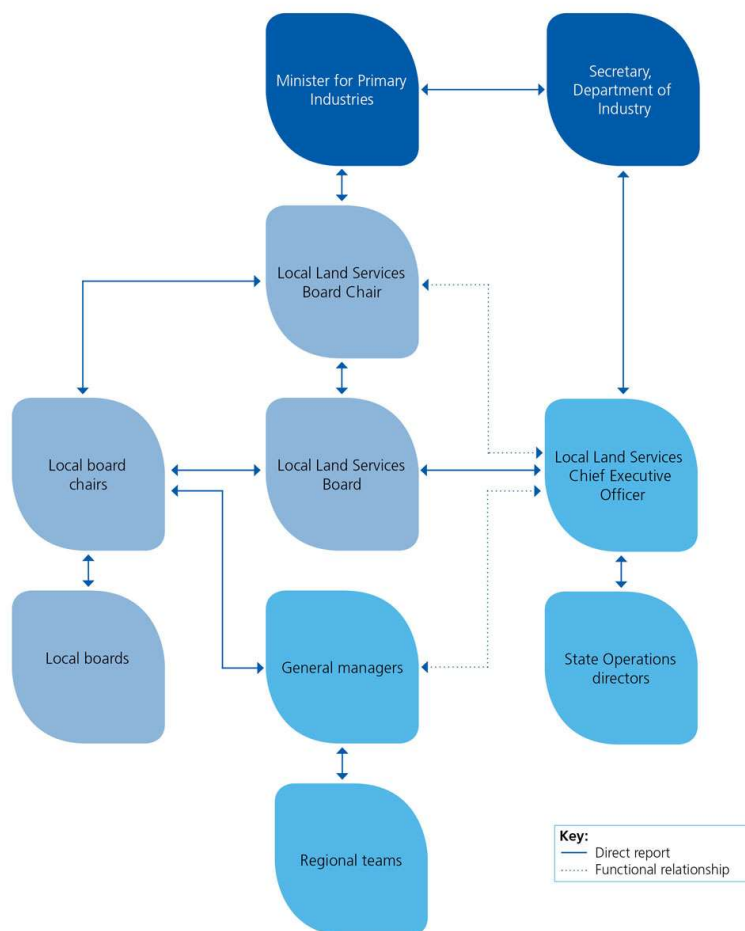 Minister for Primary
Industries
Secretary,
Department of
Industry
Local Land Services
Board Chair
Local board
chairs
Local Land Services
Board
Local Land Services
Chief Executive
Officer
Local boards
General managers
State Operations
directors
Regional teams
Key:
Direct report
Functional relationship